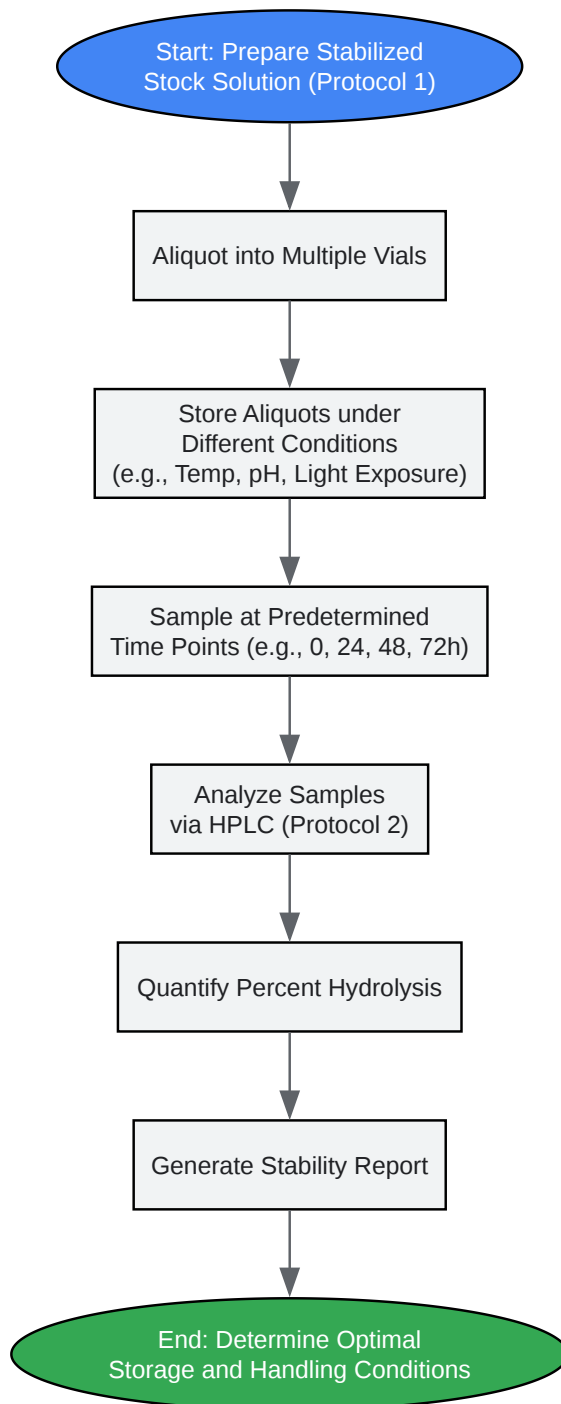 Start: Prepare Stabilized
Stock Solution (Protocol 1)
Aliquot into Multiple Vials
Store Aliquots under
Different Conditions
(e.g., Temp, pH, Light Exposure)
Sample at Predetermined
Time Points (e.g., 0, 24, 48, 72h)
Analyze Samples
via HPLC (Protocol 2)
Quantify Percent Hydrolysis
Generate Stability Report
End: Determine Optimal
Storage and Handling Conditions